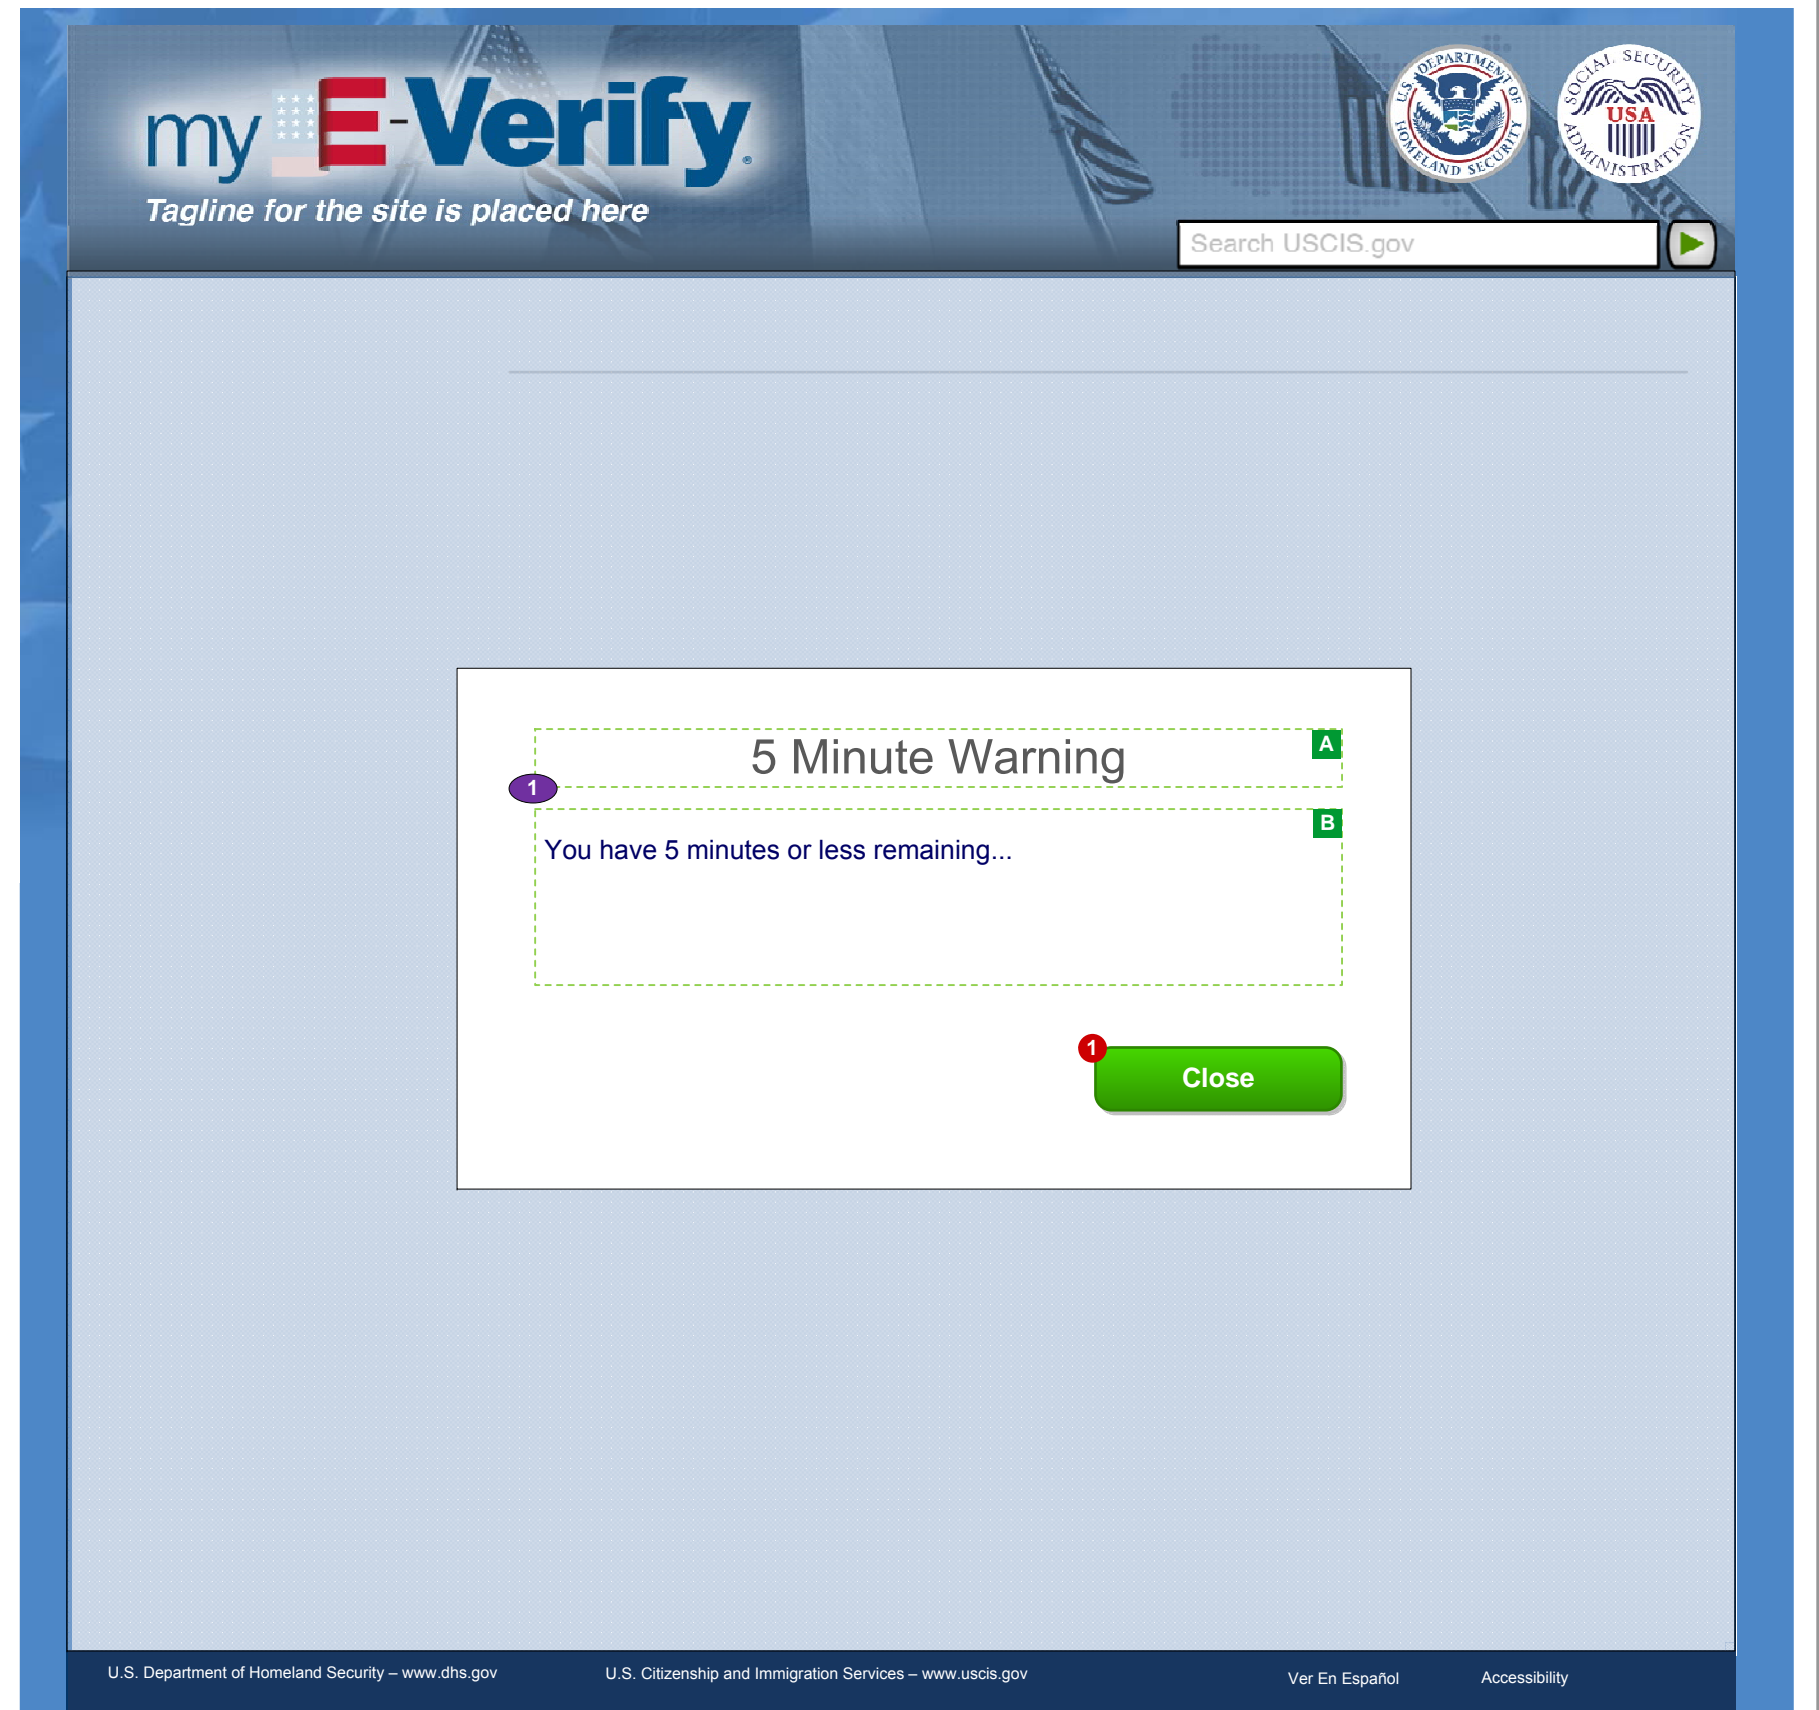 my E-Verify®
Tagline for the site is placed here
U.S. DEPARTMENT OF HOMELAND SECURITY
SOCIAL SECURITY ADMINISTRATION
USA
Search USCIS.gov
5 Minute Warning
A
1
B
You have 5 minutes or less remaining...
1
Close
U.S. Department of Homeland Security – www.dhs.gov
U.S. Citizenship and Immigration Services – www.uscis.gov
Ver En Español
Accessibility